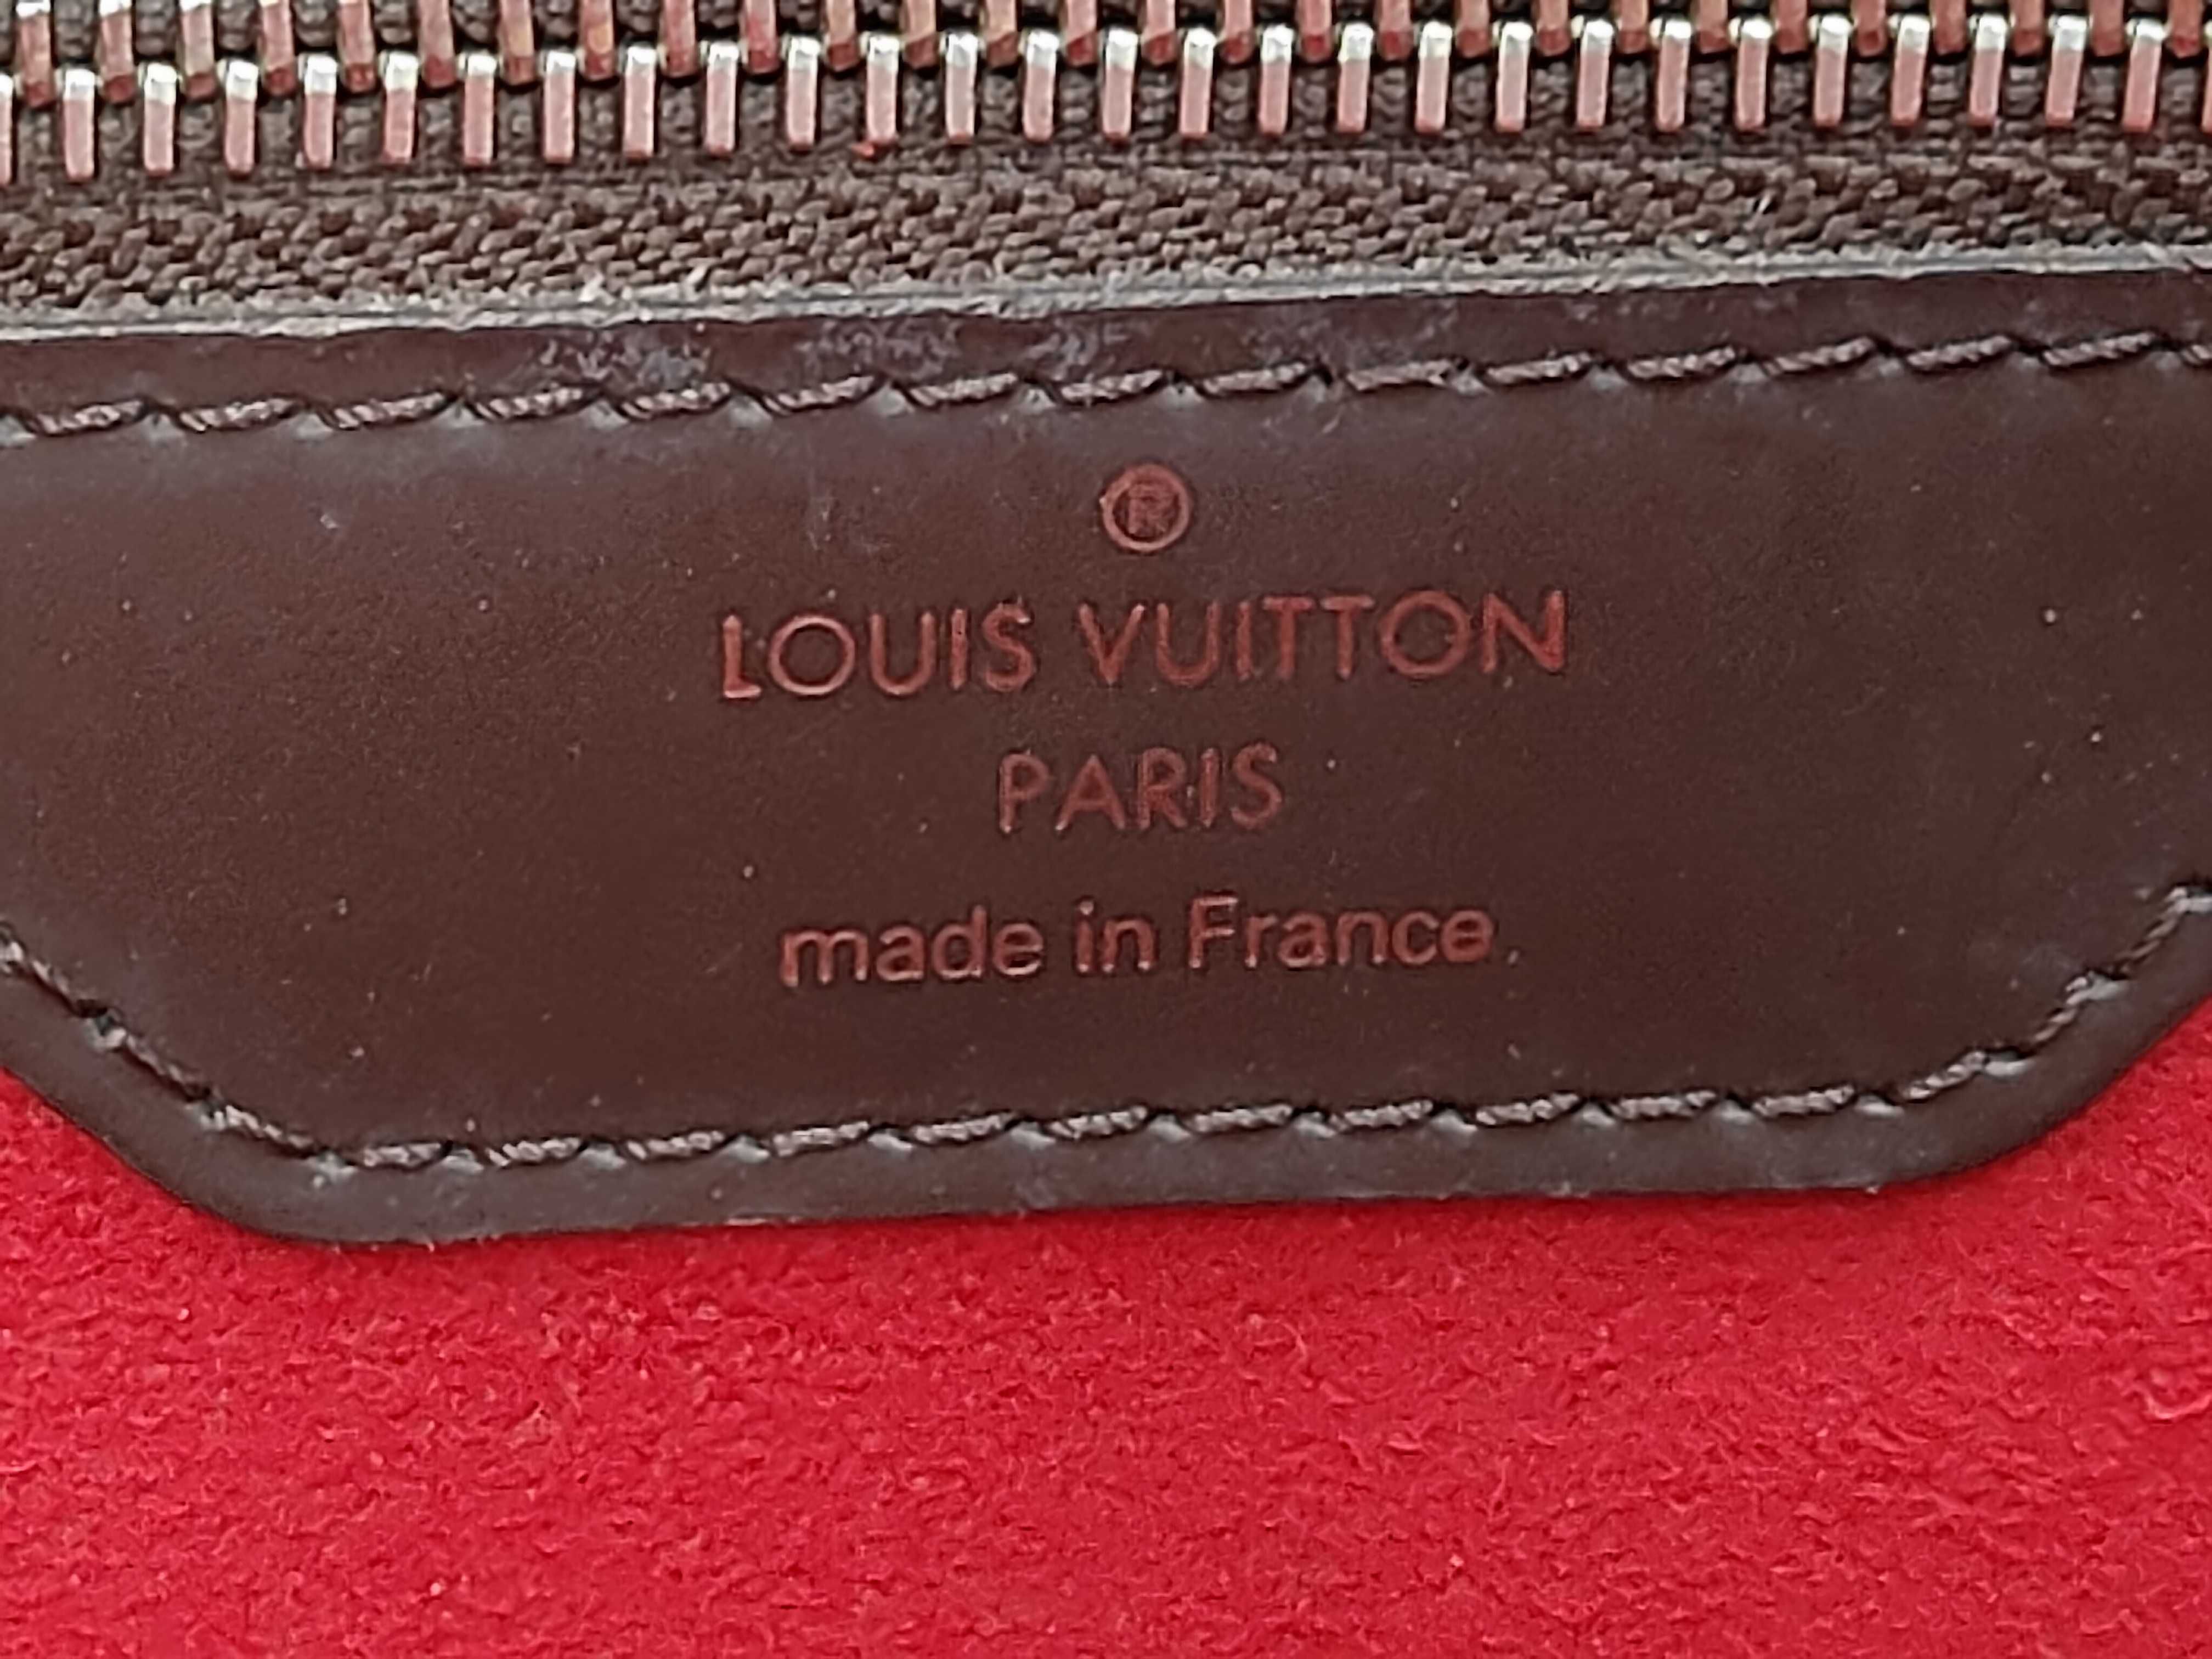 ®
LOUIS VUITTON
PARIS
made in France